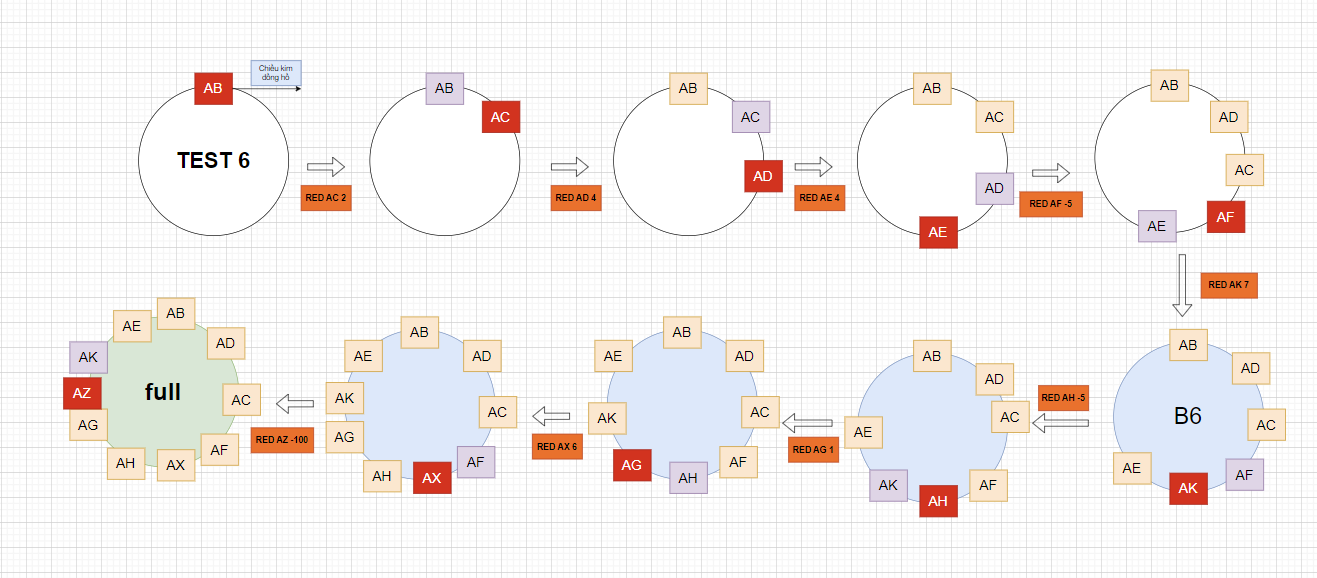 Chiều kim
đồng hồ
AB
TEST 6
RED AC 2
AB
AC
RED AD 4
AB
AC
AD
RED AE 4
AB
AC
AD
AE
RED AF -5
AB
AD
AC
AF
AE
RED AK 7
AB
AD
AC
AF
AK
AE
B6
RED AH -5
AB
AD
AC
AF
AH
AK
AE
RED AG 1
AB
AD
AC
AF
AH
AG
AK
AE
RED AX 6
AB
AD
AC
AF
AX
AH
AG
AK
AE
RED AZ -100
AB
AD
AC
AF
AX
AH
AG
AZ
AK
AE
full